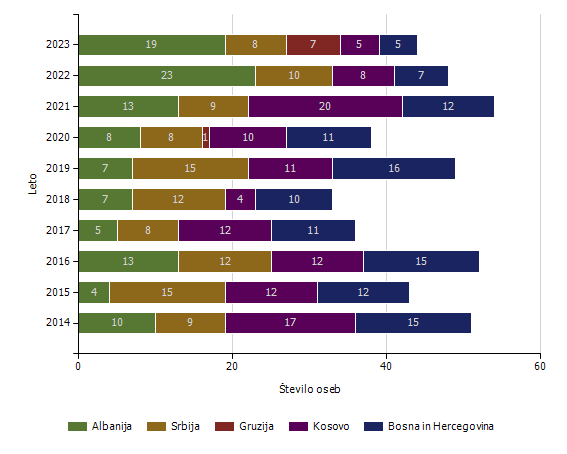 2023 19 8 7 5 5
2022 23 10 8 7
2021 13 9 20 12
2020 8 8 1 10 11
2019 7 15 11 16
2018 7 12 4 10
2017 5 8 12 11
2016 13 12 12 15
2015 4 15 12 12
2014 10 9 17 15
Leto
0 20 40 60
Število oseb
Albanija Srbija Gruzija Kosovo Bosna in Hercegovina